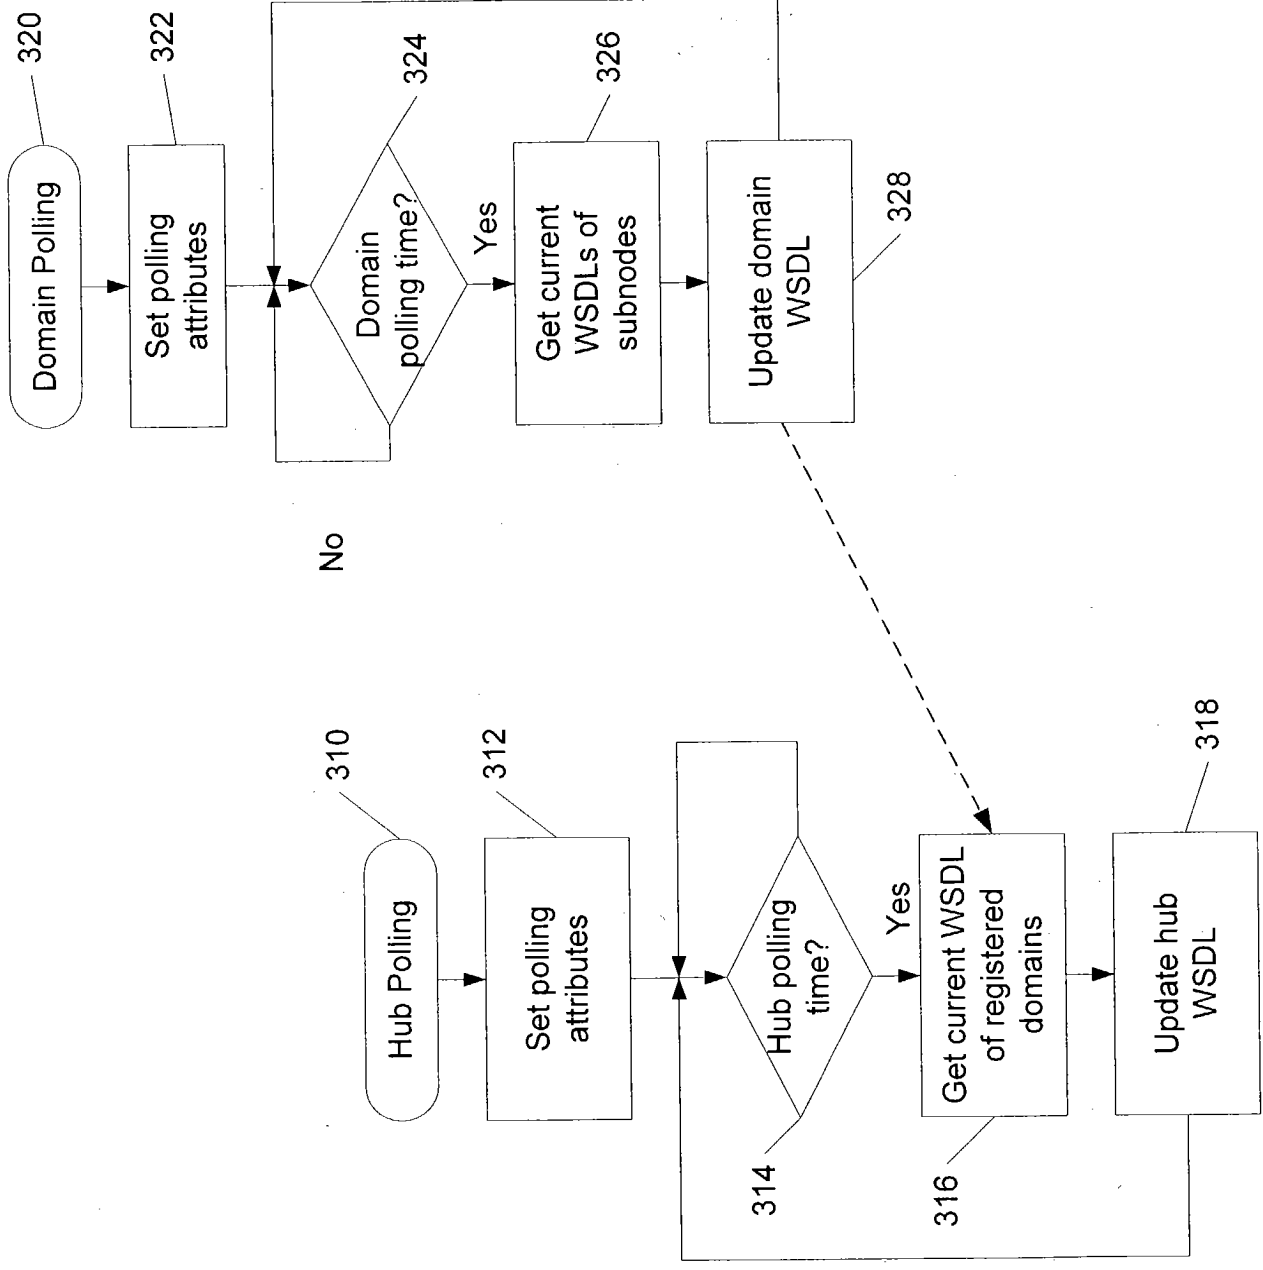 Hub Polling
310
Set polling
attributes
312
Hub polling
time?
314
Yes
Get current WSDL
of registered
domains
316
Update hub
WSDL
318
No
Domain Polling
320
Set polling
attributes
322
Domain
polling time?
324
Yes
Get current
WSDLs of
subnodes
326
Update domain
WSDL
328